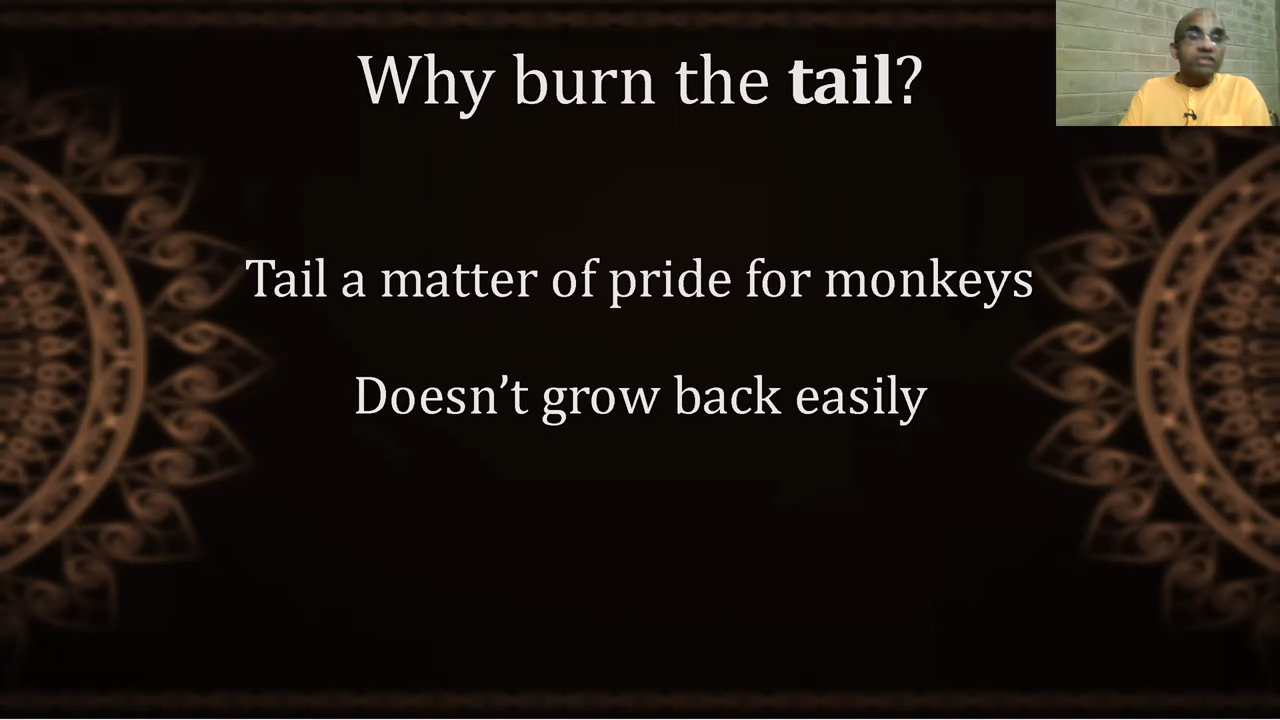 Why burn the tail?
Tail a matter of pride for monkeys
Doesn’t grow back easily